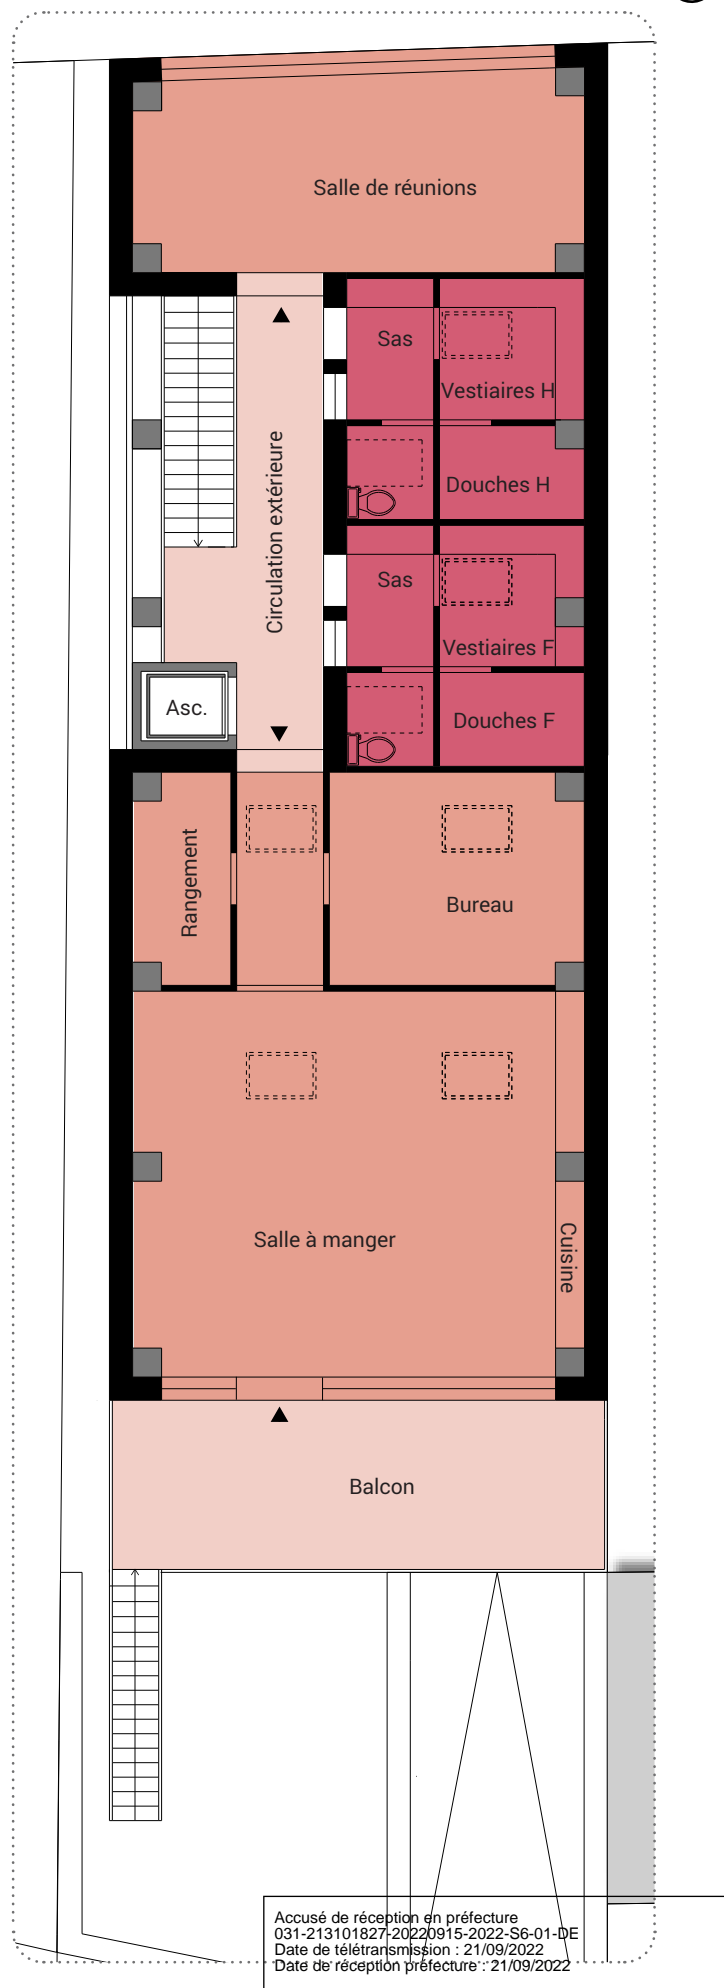 Salle de réunions
Sas
Vestiaires H
Circulation extérieure
Douches H
Sas
Vestiaires F
Asc.
Douches F
Rangement
Bureau
Salle à manger
Cuisine
Balcon
Accusé de réception en préfecture
031-213101827-20220915-2022-S6-01-DE
Date de télétransmission : 21/09/2022
Date de réception préfecture : 21/09/2022